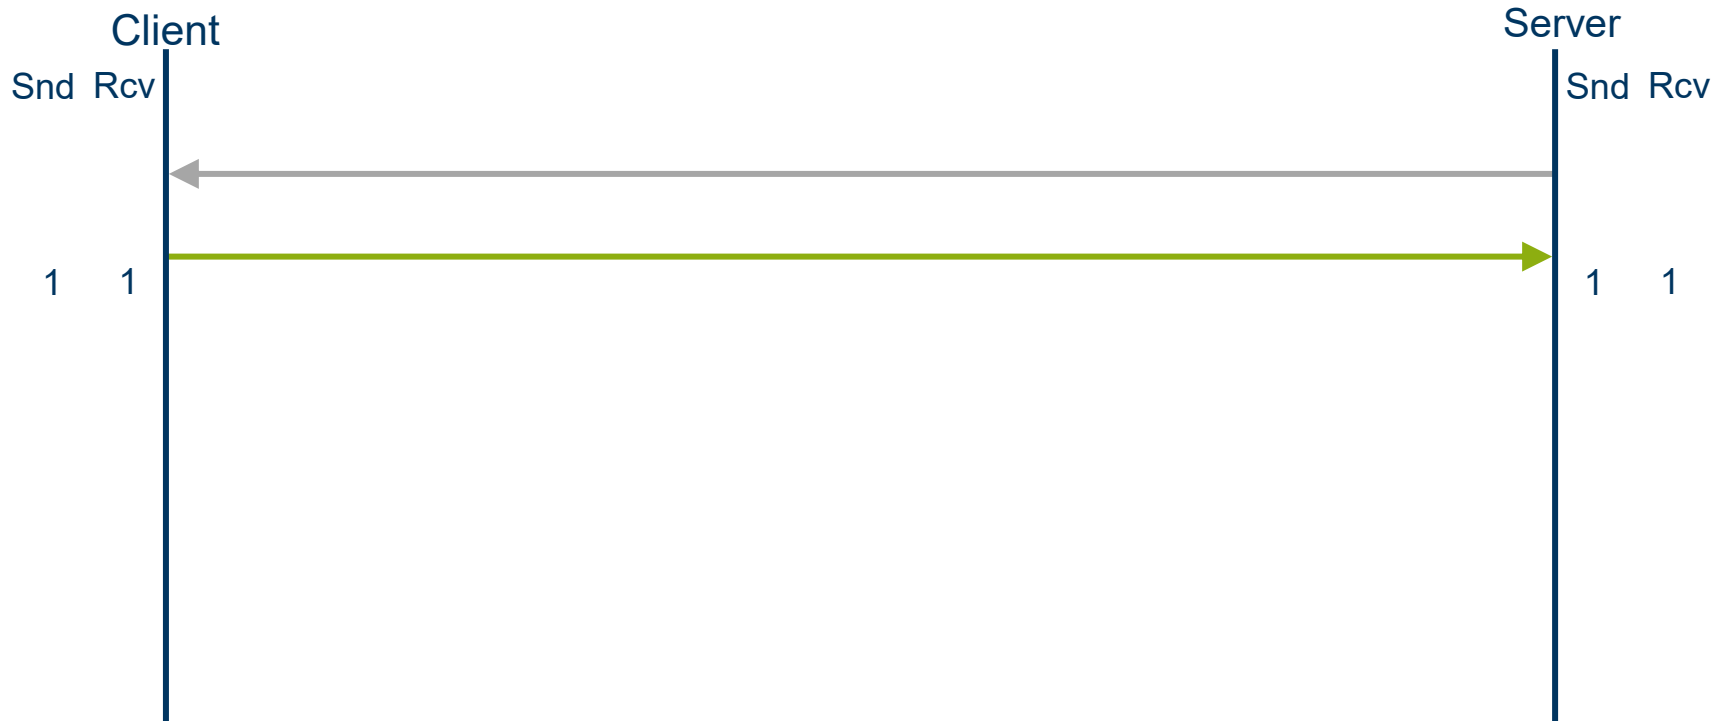 Client
Server
Snd Rcv
Snd Rcv
1 1
1 1